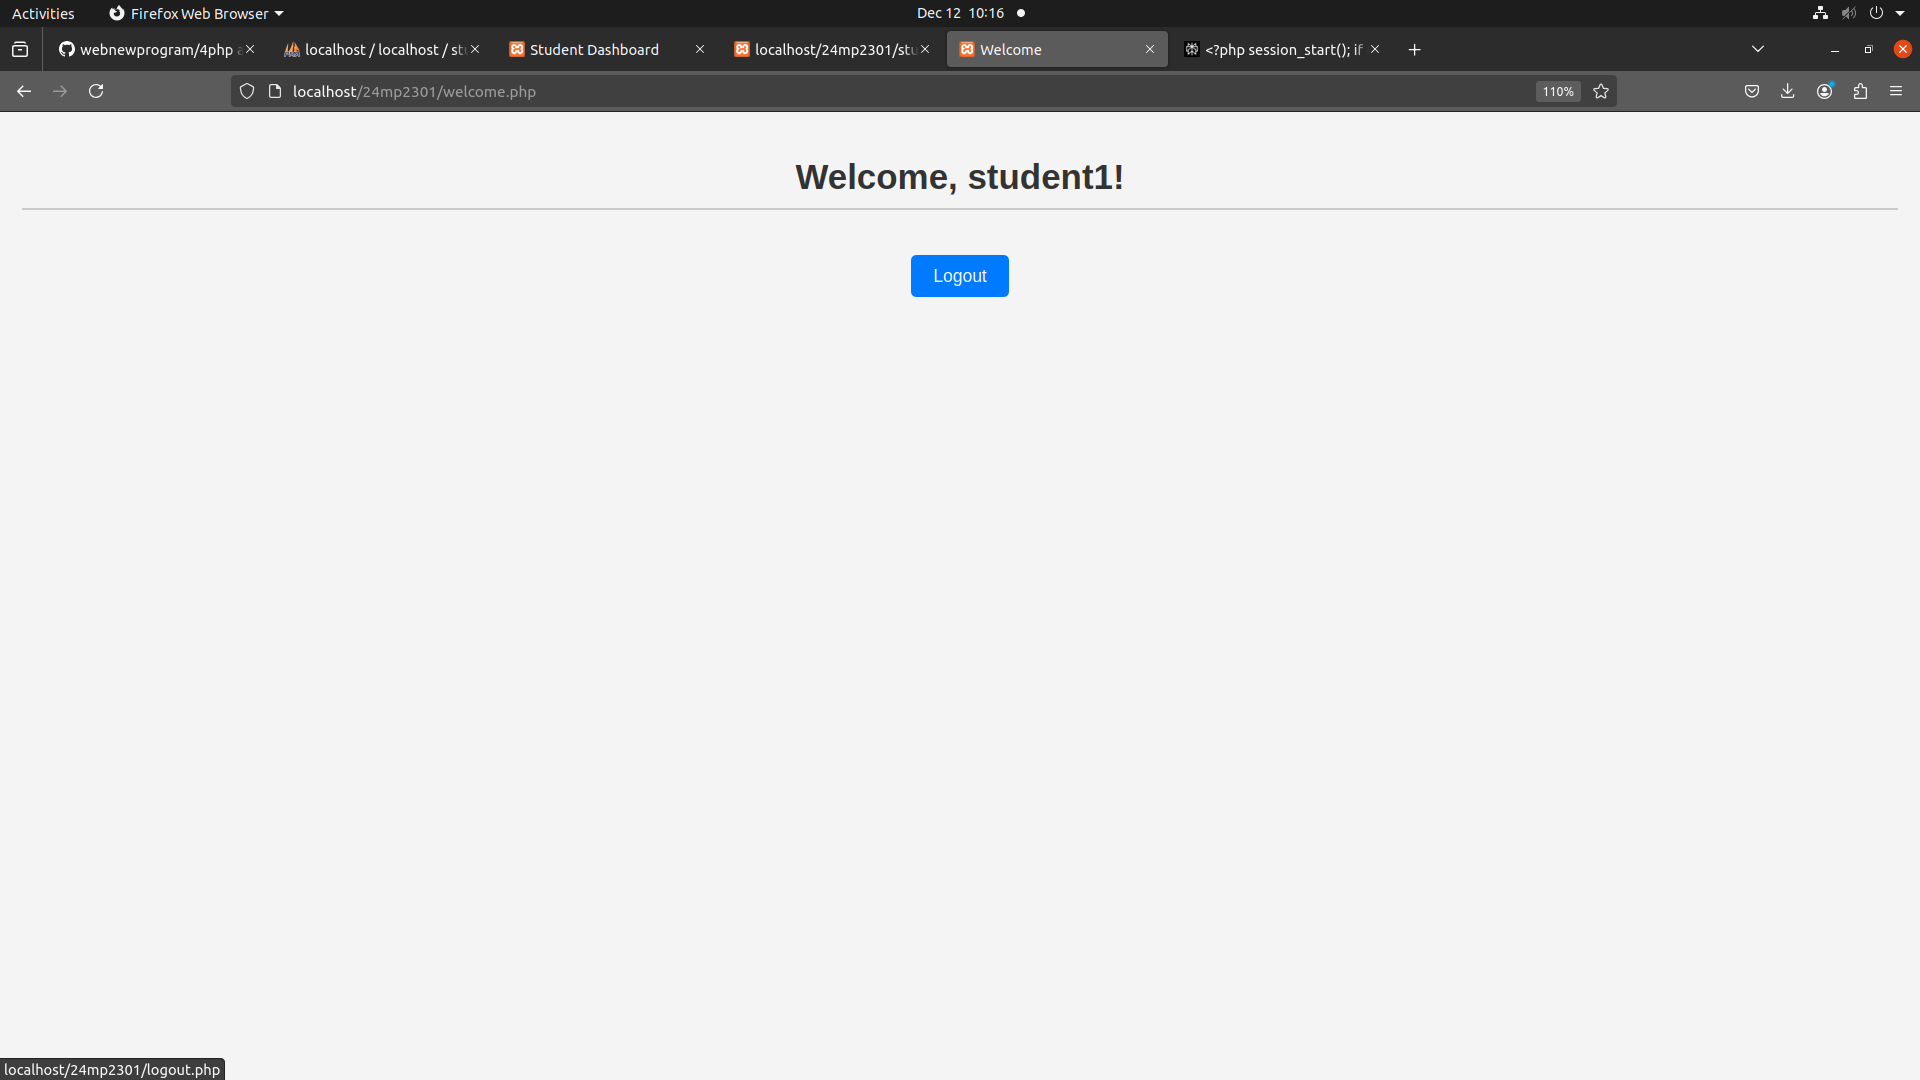 Activities
Firefox Web Browser
Dec 12 10:16
webnewprogram/4php
localhost / localhost / stu
Student Dashboard
localhost/24mp2301/stu
Welcome
<?php session_start(); if
localhost/24mp2301/welcome.php
110%
Welcome, student1!
Logout
localhost/24mp2301/logout.php